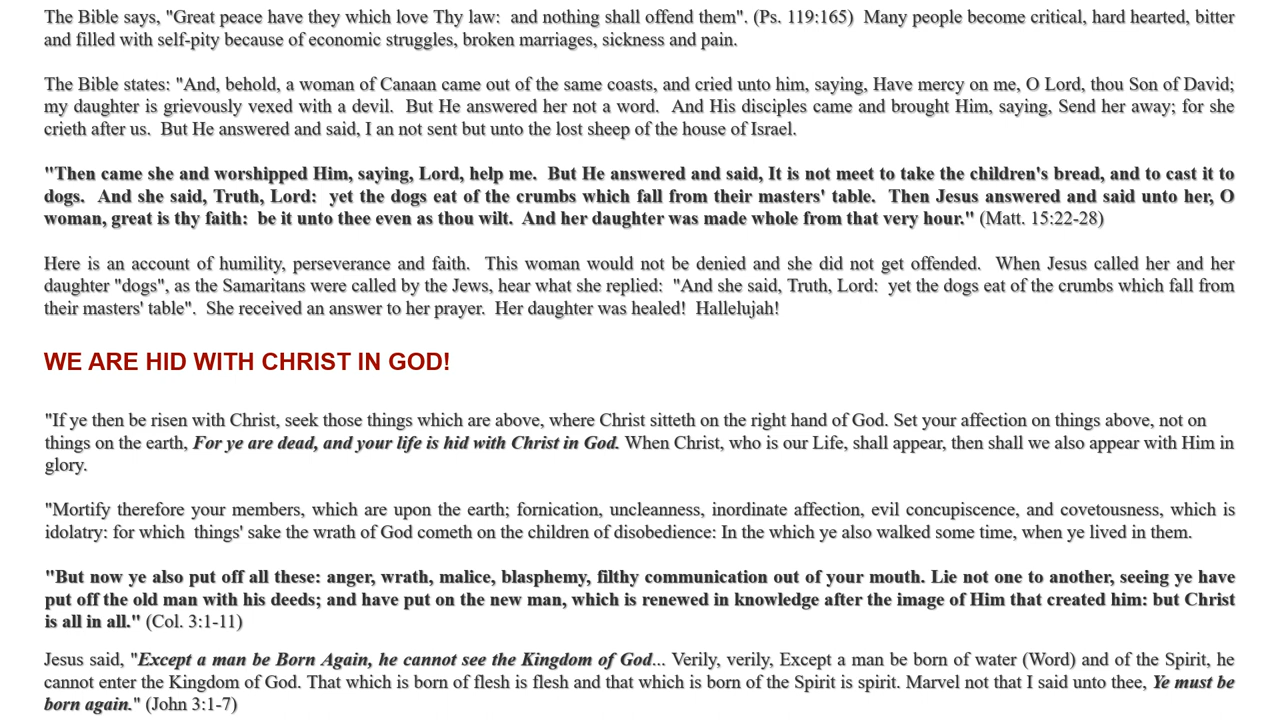 The Bible says, "Great peace have they which love Thy law:  and nothing shall offend them". (Ps. 119:165)  Many people become critical, hard hearted, bitter
and filled with self-pity because of economic struggles, broken marriages, sickness and pain.
The Bible states: "And, behold, a woman of Canaan came out of the same coasts, and cried unto him, saying, Have mercy on me, O Lord, thou Son of David;
my daughter is grievously vexed with a devil.  But He answered her not a word.  And His disciples came and brought Him, saying, Send her away; for she
crieth after us.  But He answered and said, I an not sent but unto the lost sheep of the house of Israel.
"Then came she and worshipped Him, saying, Lord, help me.  But He answered and said, It is not meet to take the children's bread, and to cast it to
dogs.  And she said, Truth, Lord:  yet the dogs eat of the crumbs which fall from their masters' table.  Then Jesus answered and said unto her, O
woman, great is thy faith:  be it unto thee even as thou wilt.  And her daughter was made whole from that very hour." (Matt. 15:22-28)
Here is an account of humility, perseverance and faith.  This woman would not be denied and she did not get offended.  When Jesus called her and her
daughter "dogs", as the Samaritans were called by the Jews, hear what she replied:  "And she said, Truth, Lord:  yet the dogs eat of the crumbs which fall from
their masters' table".  She received an answer to her prayer.  Her daughter was healed!  Hallelujah!
WE ARE HID WITH CHRIST IN GOD!
"If ye then be risen with Christ, seek those things which are above, where Christ sitteth on the right hand of God. Set your affection on things above, not on
things on the earth, For ye are dead, and your life is hid with Christ in God. When Christ, who is our Life, shall appear, then shall we also appear with Him in
glory.
"Mortify therefore your members, which are upon the earth; fornication, uncleanness, inordinate affection, evil concupiscence, and covetousness, which is
idolatry: for which  things' sake the wrath of God cometh on the children of disobedience: In the which ye also walked some time, when ye lived in them.
"But now ye also put off all these: anger, wrath, malice, blasphemy, filthy communication out of your mouth. Lie not one to another, seeing ye have
put off the old man with his deeds; and have put on the new man, which is renewed in knowledge after the image of Him that created him: but Christ
is all in all." (Col. 3:1-11)
Jesus said, "Except a man be Born Again, he cannot see the Kingdom of God... Verily, verily, Except a man be born of water (Word) and of the Spirit, he
cannot enter the Kingdom of God. That which is born of flesh is flesh and that which is born of the Spirit is spirit. Marvel not that I said unto thee, Ye must be
born again." (John 3:1-7)